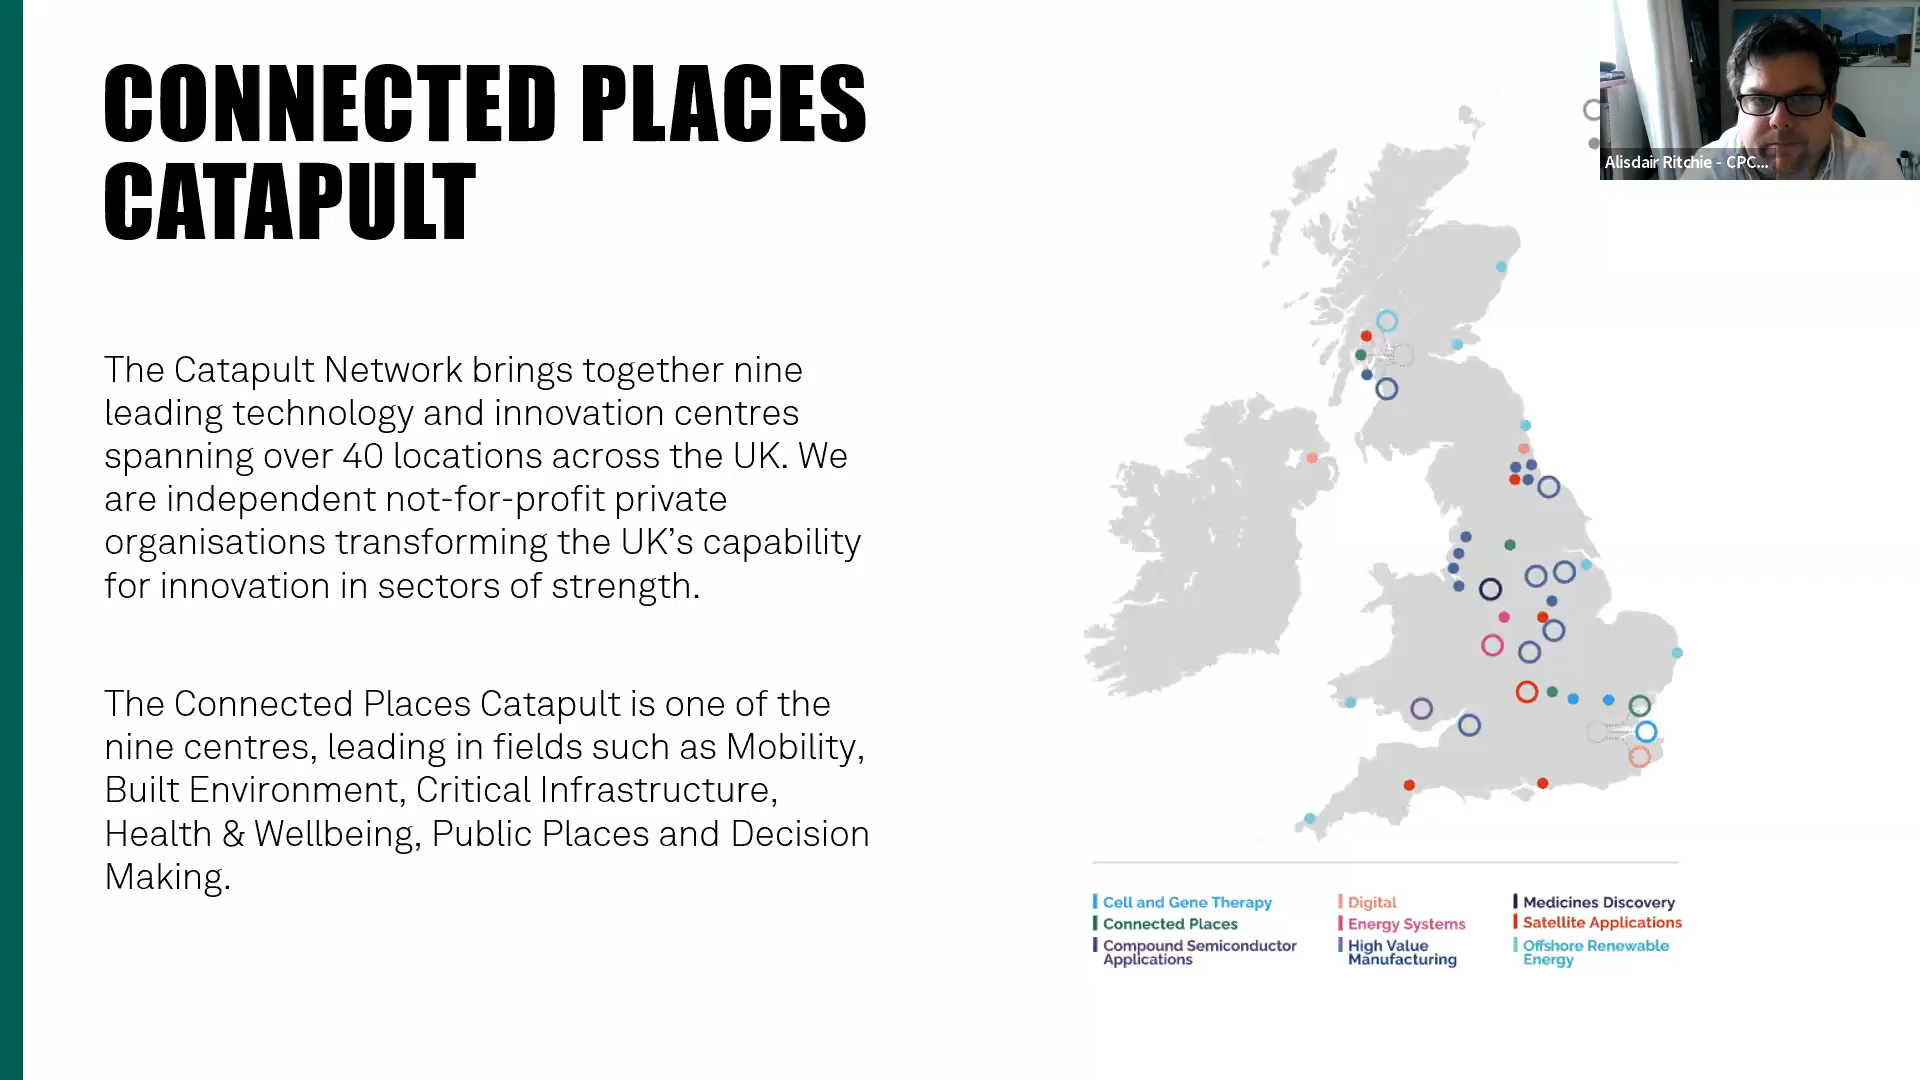 CONNECTED PLACES
CATAPULT
Alisdair Ritchie - CPC...
The Catapult Network brings together nine
leading technology and innovation centres
spanning over 40 locations across the UK. We
are independent not-for-profit private
organisations transforming the UK’s capability
for innovation in sectors of strength.
The Connected Places Catapult is one of the
nine centres, leading in fields such as Mobility,
Built Environment, Critical Infrastructure,
Health & Wellbeing, Public Places and Decision
Making.
Cell and Gene Therapy
Connected Places
Compound Semiconductor
Applications
Digital
Energy Systems
High Value
Manufacturing
Medicines Discovery
Satellite Applications
Offshore Renewable
Energy